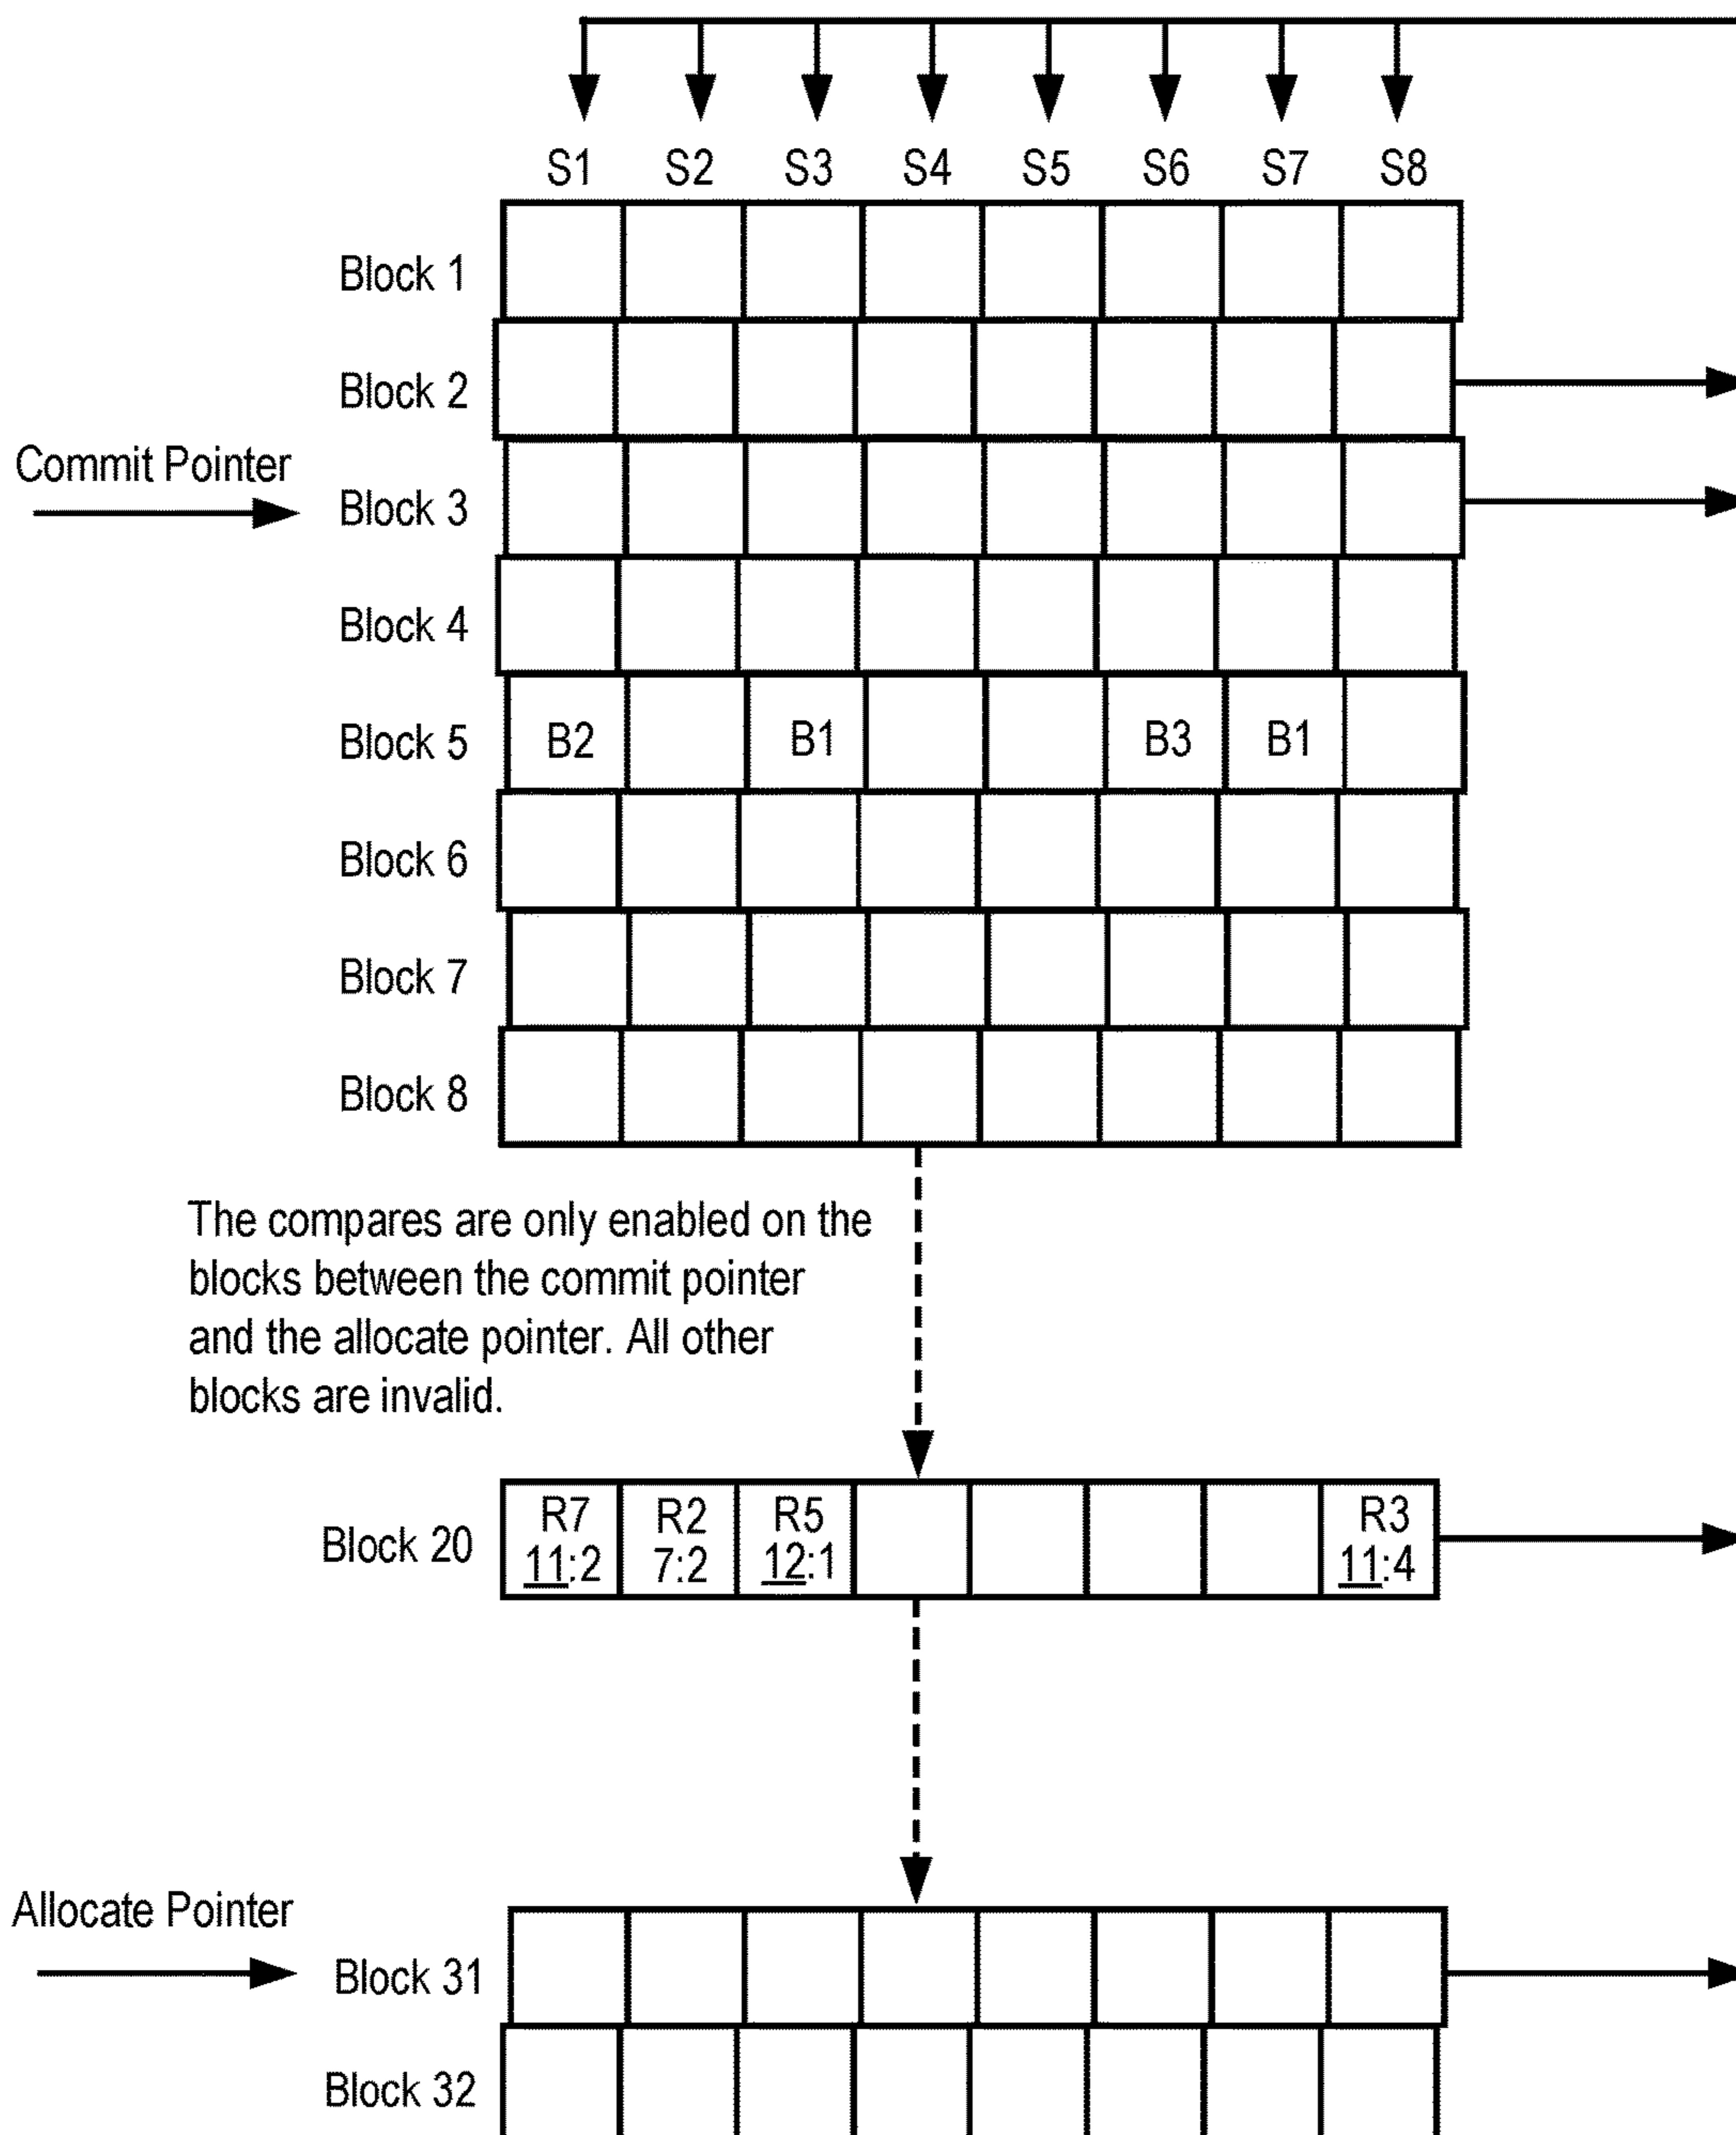 S1 S2 S3 S4 S5 S6 S7 S8
Block 1
Block 2
Commit Pointer
Block 3
Block 4
Block 5 B2 B1 B3 B1
Block 6
Block 7
Block 8
The compares are only enabled on the
blocks between the commit pointer
and the allocate pointer. All other
blocks are invalid.
R7 R2 R5 R3
Block 20
11:2 7:2 12:1 11:4
Allocate Pointer
Block 31
Block 32